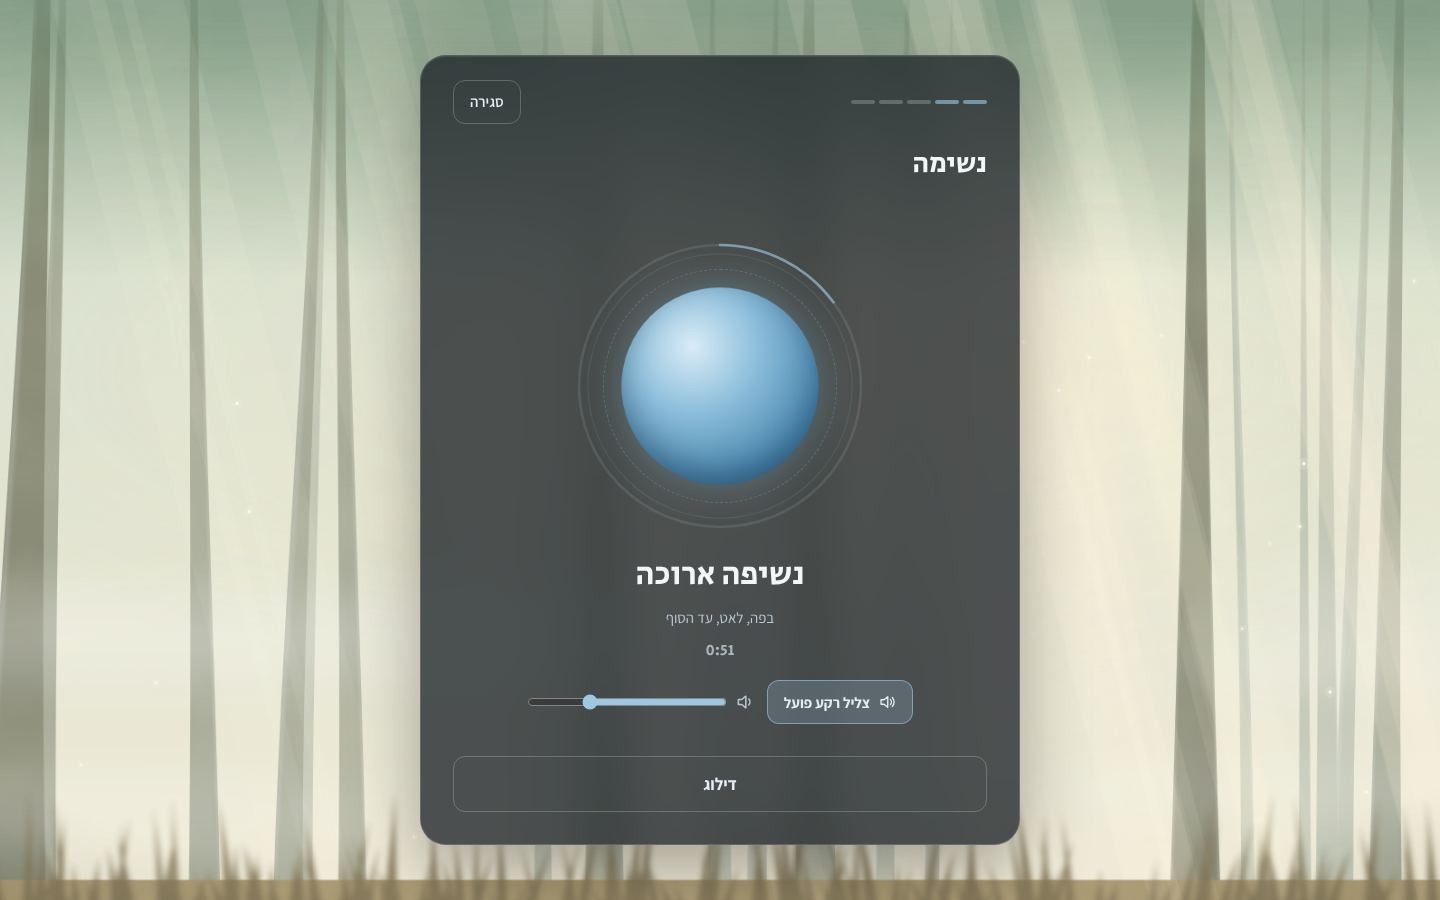 סגירה
נשימה
נשיפה ארוכה
בפה, לאט, עד הסוף
0:51
צליל רקע פועל
דילוג